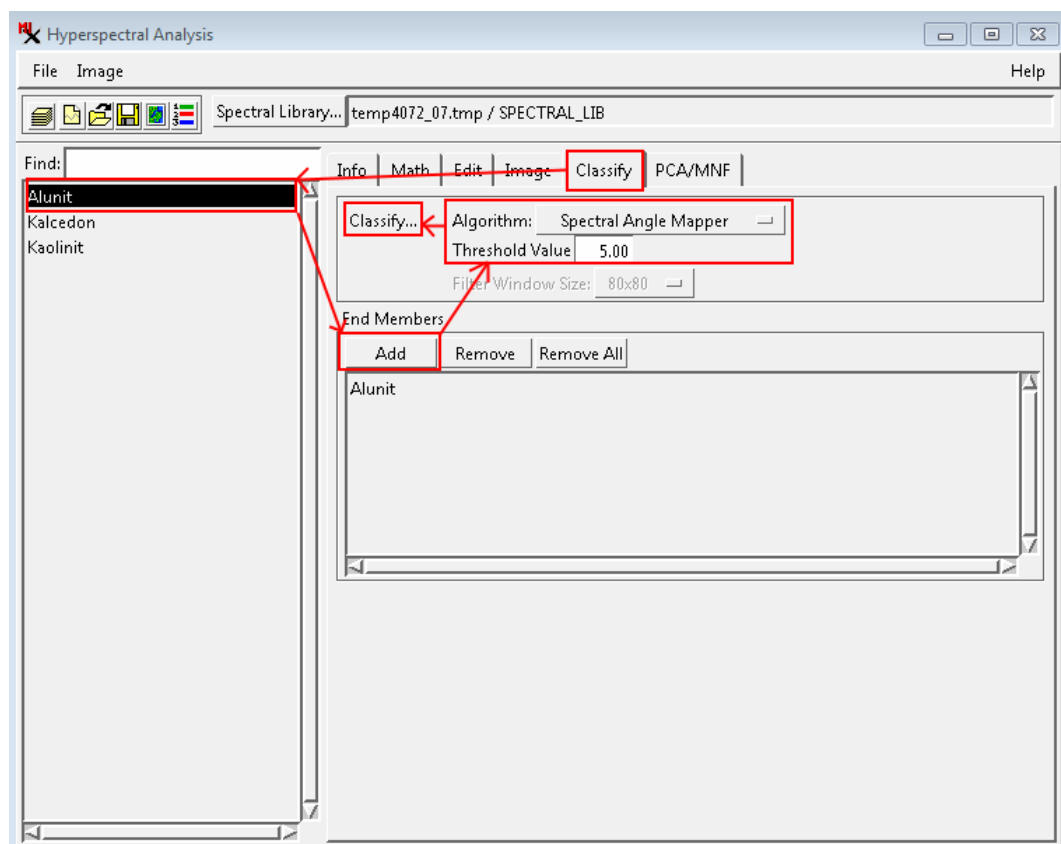 Hyperspectral Analysis
File Image Help
Spectral Library... temp4072_07.tmp / SPECTRAL_LIB
Find:
Alunit
Kalcedon
Kaolinit
Info Math Edit Image Classify PCA/MNF
Classify... Algorithm: Spectral Angle Mapper
Threshold Value 5.00
Filter Window Size: 80x80
End Members
Add Remove Remove All
Alunit